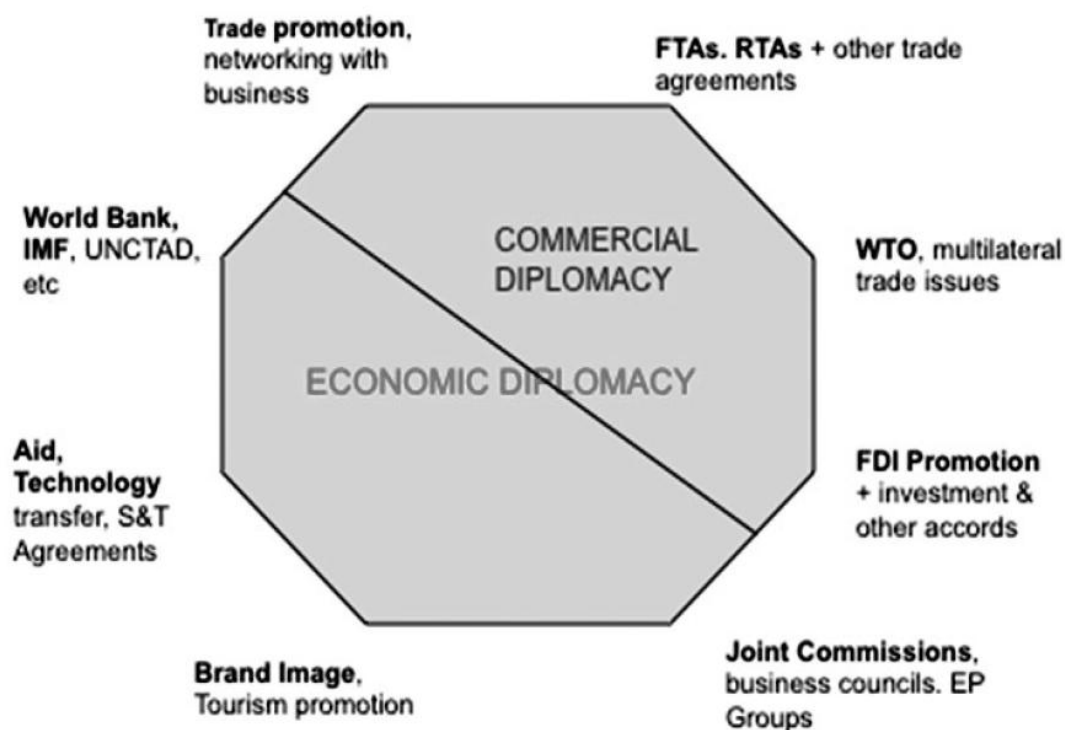 Trade promotion,
networking with
business
FTAs. RTAs + other trade
agreements
World Bank,
IMF, UNCTAD,
etc
COMMERCIAL
DIPLOMACY
WTO, multilateral
trade issues
ECONOMIC DIPLOMACY
Aid,
Technology
transfer, S&T
Agreements
FDI Promotion
+ investment &
other accords
Brand Image,
Tourism promotion
Joint Commissions,
business councils. EP
Groups